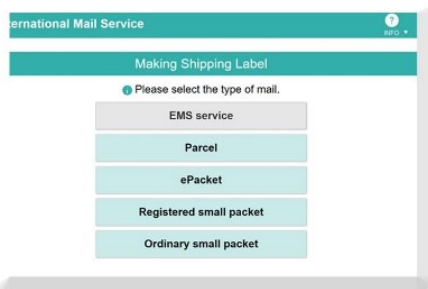 ternational Mail Service
?
INFO ▼
Making Shipping Label
i Please select the type of mail.
EMS service
Parcel
ePacket
Registered small packet
Ordinary small packet